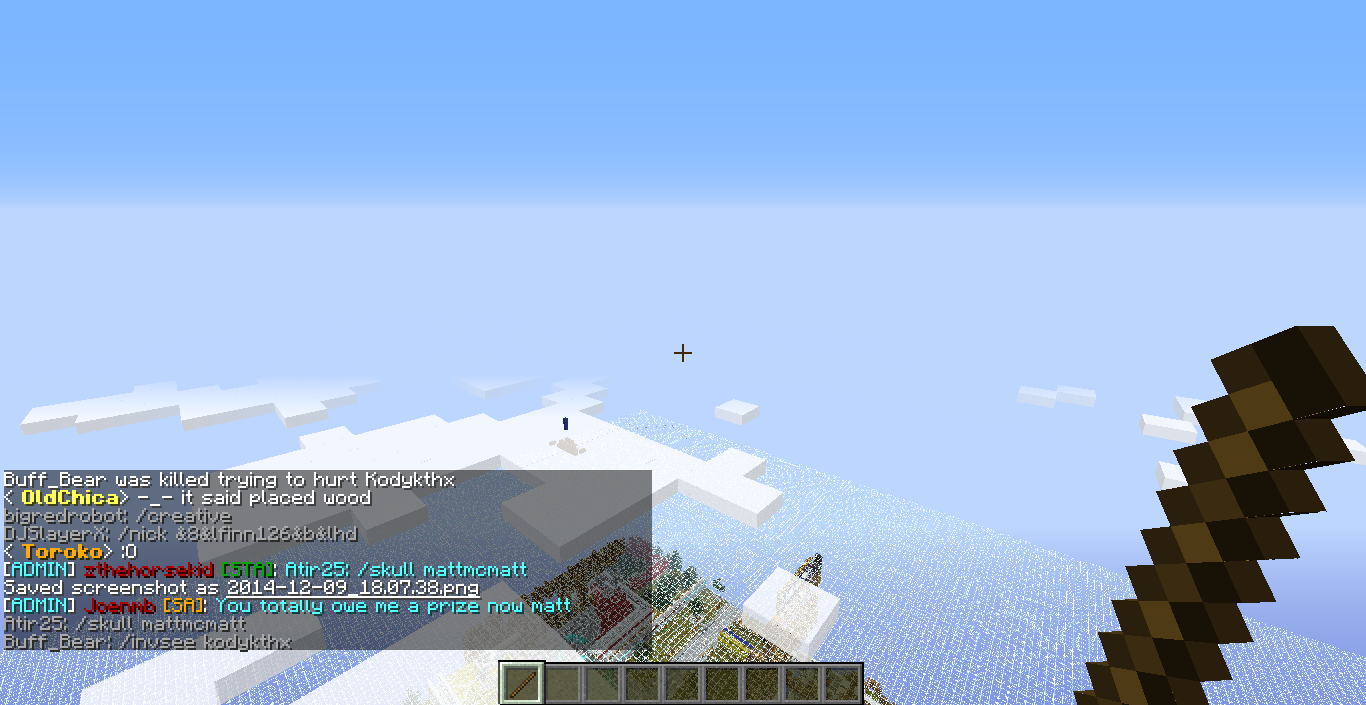 Buff_Bear was killed trying to hurt Kodykthx
< OldChica> -_- it said placed wood
bigredrobot: /creative
DJSlayerX: /nick &8&lfinn126&b&lhd
< Toroko> :O
[ADMIN] zthehorsekid [STA]: Atir25: /skull mattmcmatt
Saved screenshot as 2014-12-09_18.07.38.png
[ADMIN] Joenmb [SA]: You totally owe me a prize now matt
Atir25: /skull mattmcmatt
Buff_Bear: /invsee kodykthx